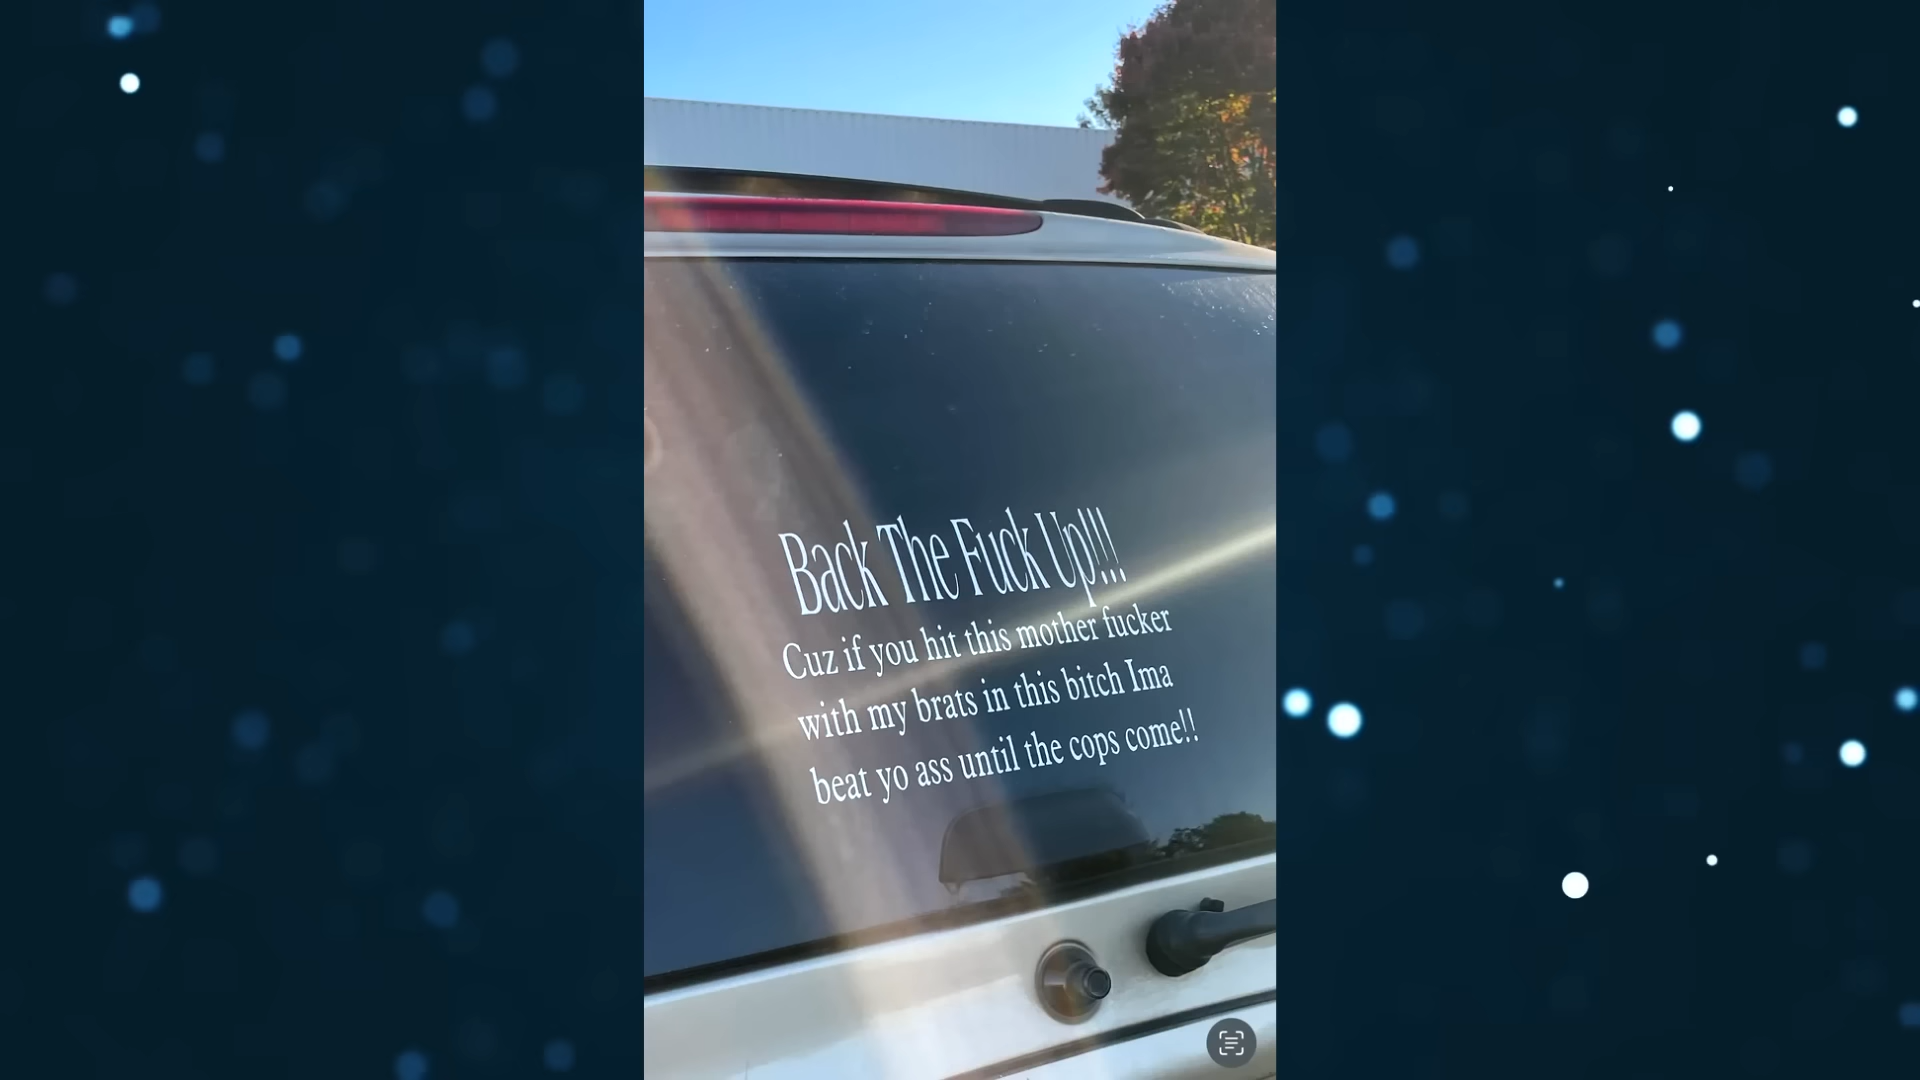 Back The Fuck Up!!!
Cuz if you hit this mother fucker
with my brats in this bitch Ima
beat yo ass until the cops come!!